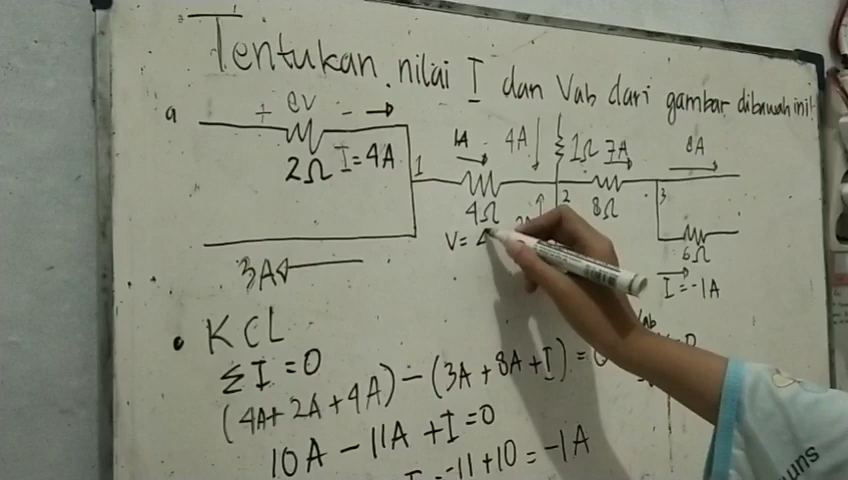 Tentukan nilai I dan Vab dari gambar dibawah ini!
a + 8V -
2Ω I = 4A
1
1A
4Ω
V = 4
4A
1Ω
2
7A
8Ω
8A
3
6Ω
I = -1A
3A
• KCL
ΣI = 0
(4A + 2A + 4A) - (3A + 8A + I) = 0
10A - 11A + I = 0
-11 + 10 = -1A